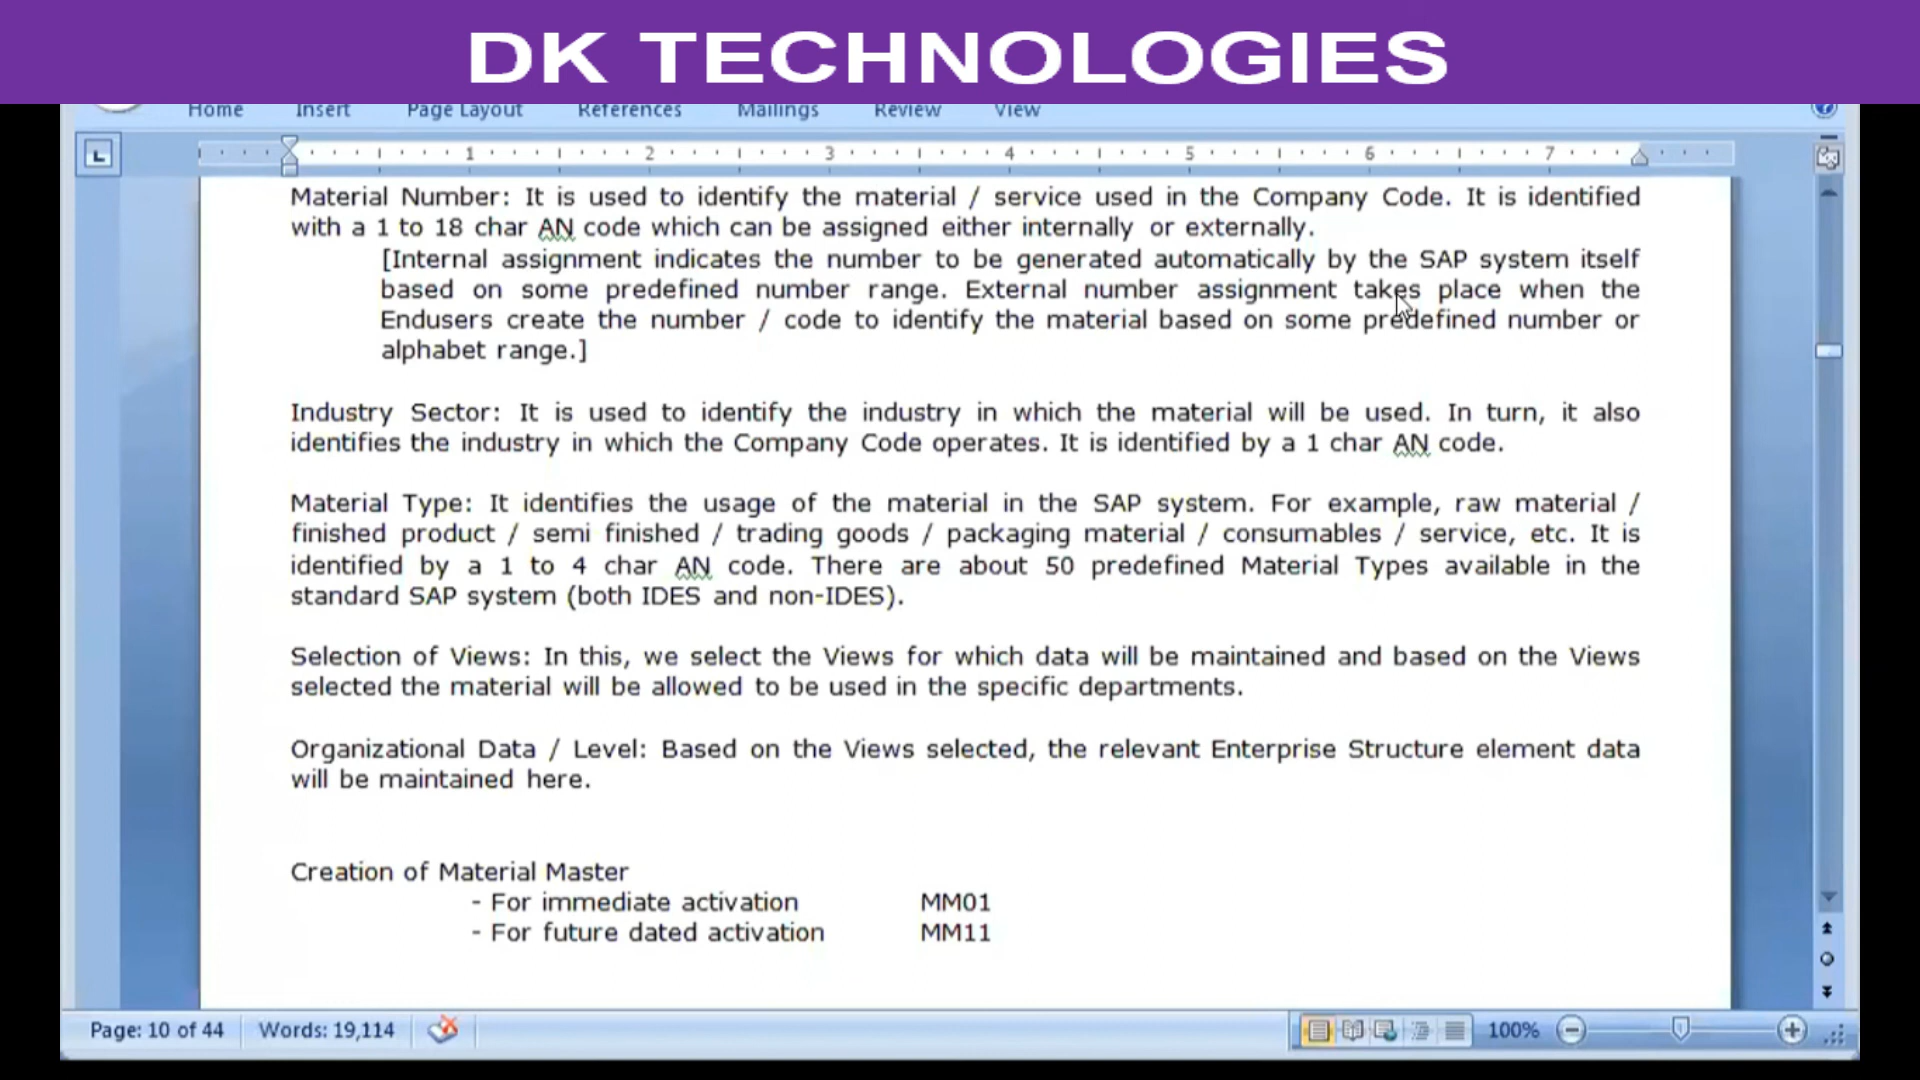 DK TECHNOLOGIES
Home Insert Page Layout References Mailings Review View
1 2 3 4 5 6 7
Material Number: It is used to identify the material / service used in the Company Code. It is identified
with a 1 to 18 char AN code which can be assigned either internally or externally.
[Internal assignment indicates the number to be generated automatically by the SAP system itself
based on some predefined number range. External number assignment takes place when the
Endusers create the number / code to identify the material based on some predefined number or
alphabet range.]
Industry Sector: It is used to identify the industry in which the material will be used. In turn, it also
identifies the industry in which the Company Code operates. It is identified by a 1 char AN code.
Material Type: It identifies the usage of the material in the SAP system. For example, raw material /
finished product / semi finished / trading goods / packaging material / consumables / service, etc. It is
identified by a 1 to 4 char AN code. There are about 50 predefined Material Types available in the
standard SAP system (both IDES and non-IDES).
Selection of Views: In this, we select the Views for which data will be maintained and based on the Views
selected the material will be allowed to be used in the specific departments.
Organizational Data / Level: Based on the Views selected, the relevant Enterprise Structure element data
will be maintained here.
Creation of Material Master
- For immediate activation MM01
- For future dated activation MM11
Page: 10 of 44 Words: 19,114 100%